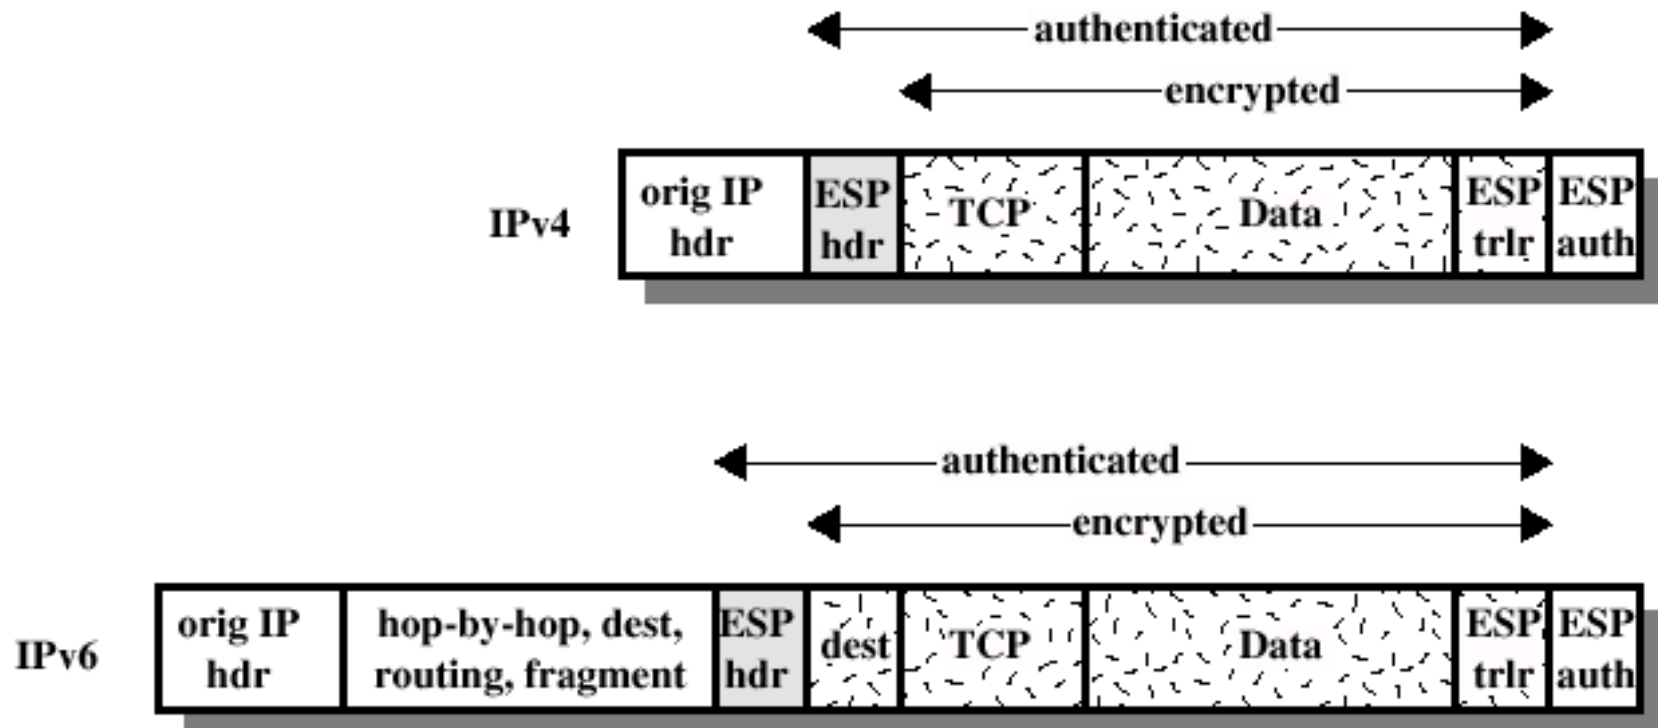 authenticated
encrypted
IPv4
orig IP
hdr
ESP
hdr
TCP
Data
ESP
trlr
ESP
auth
authenticated
encrypted
IPv6
orig IP
hdr
hop-by-hop, dest,
routing, fragment
ESP
hdr
dest
TCP
Data
ESP
trlr
ESP
auth